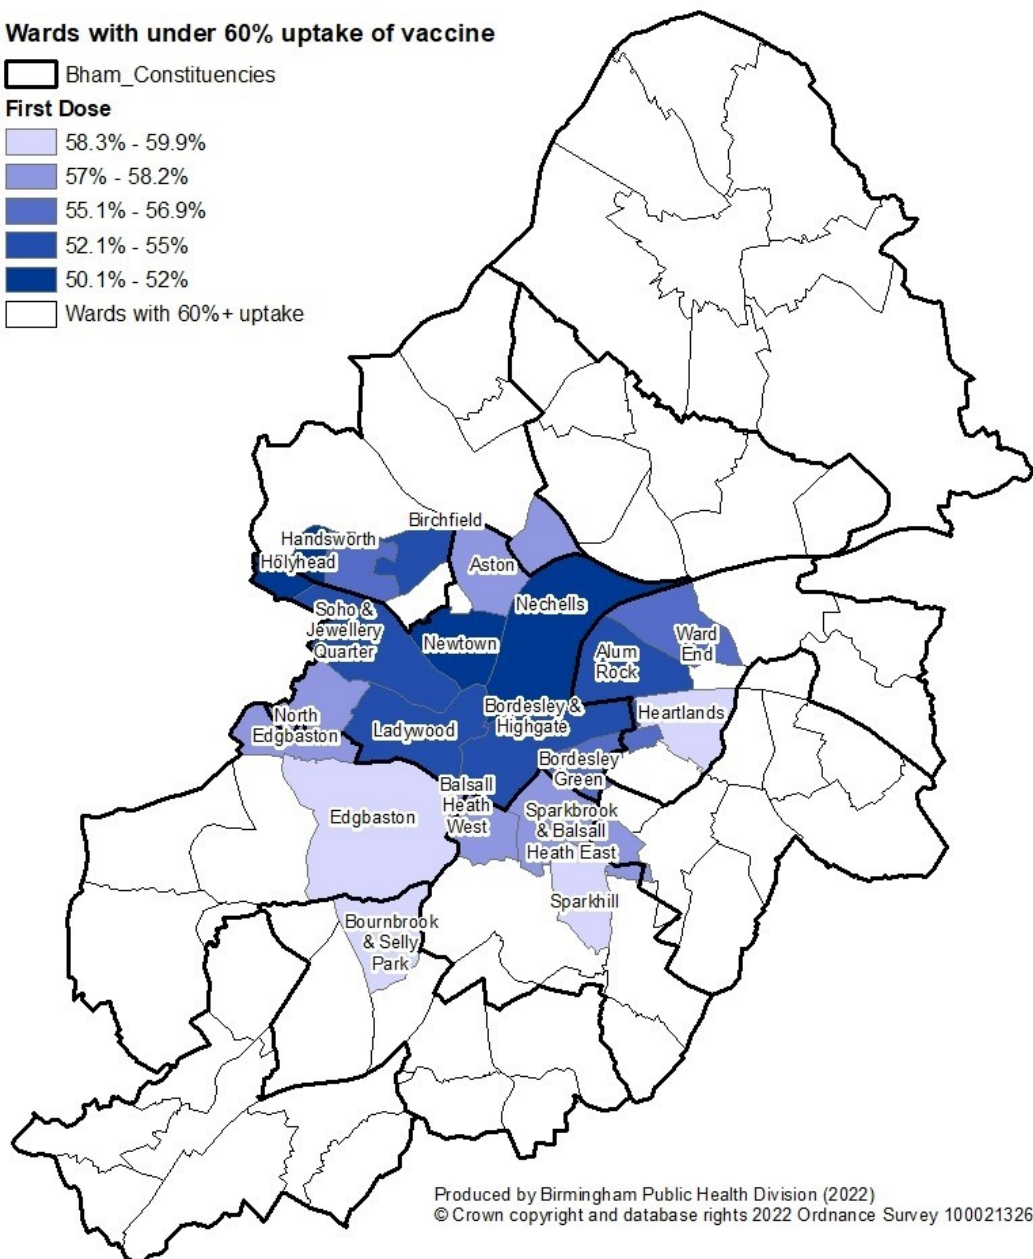 Wards with under 60% uptake of vaccine
Bham_Constituencies
First Dose
58.3% - 59.9%
57% - 58.2%
55.1% - 56.9%
52.1% - 55%
50.1% - 52%
Wards with 60%+ uptake
Birchfield
Handsworth
Holyhead
Aston
Nechells
Soho &
Jewellery
Quarter
Newtown
Ward
End
Alum
Rock
North
Edgbaston
Ladywood
Bordesley &
Highgate
Heartlands
Bordesley
Green
Balsall
Heath
West
Edgbaston
Sparkbrook
& Balsall
Heath East
Sparkhill
Bournbrook
& Selly
Park
Produced by Birmingham Public Health Division (2022)
© Crown copyright and database rights 2022 Ordnance Survey 100021326